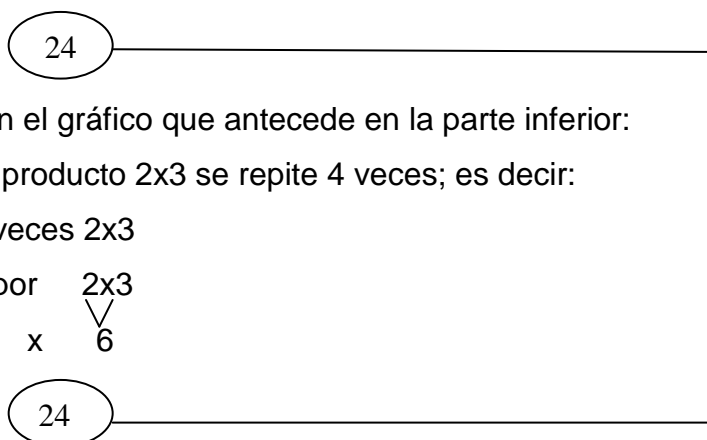 24
n el gráfico que antecede en la parte inferior:
producto 2x3 se repite 4 veces; es decir:
veces 2x3
por 2x3
x 6
24